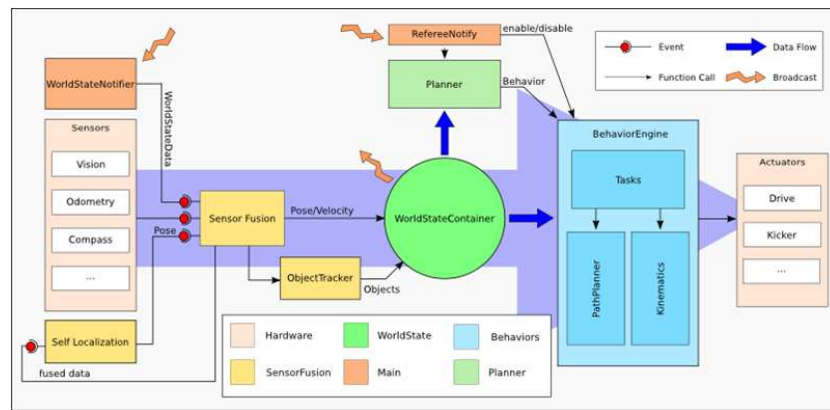 RefereeNotify
enable/disable
Event
Data Flow
Function Call
Broadcast
WorldStateNotifier
WorldStateData
Planner
Behavior
Sensors
Vision
Odometry
Compass
...
Pose
Sensor Fusion
Pose/Velocity
WorldStateContainer
BehaviorEngine
Tasks
PathPlanner
Kinematics
Actuators
Drive
Kicker
...
ObjectTracker
Objects
Self Localization
fused data
Hardware
WorldState
Behaviors
SensorFusion
Main
Planner